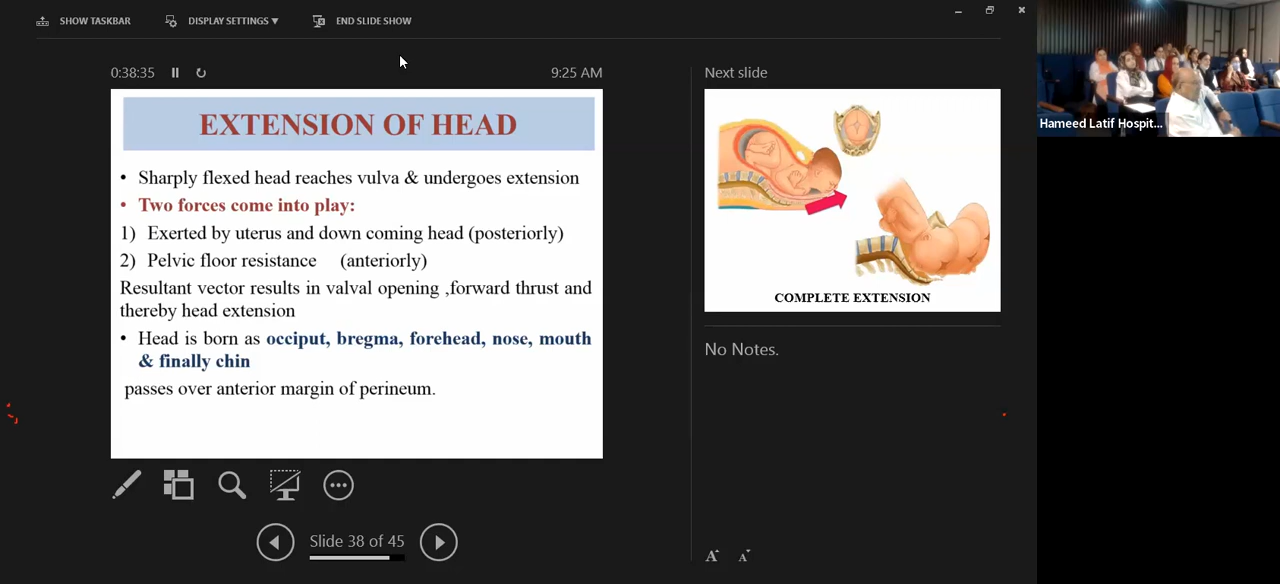 SHOW TASKBAR
DISPLAY SETTINGS ▼
END SLIDE SHOW
0:38:35
9:25 AM
EXTENSION OF HEAD
• Sharply flexed head reaches vulva & undergoes extension
• Two forces come into play:
1) Exerted by uterus and down coming head (posteriorly)
2) Pelvic floor resistance (anteriorly)
Resultant vector results in valval opening ,forward thrust and
thereby head extension
• Head is born as occiput, bregma, forehead, nose, mouth
& finally chin
passes over anterior margin of perineum.
Slide 38 of 45
Next slide
COMPLETE EXTENSION
No Notes.
A A
Hameed Latif Hospit...